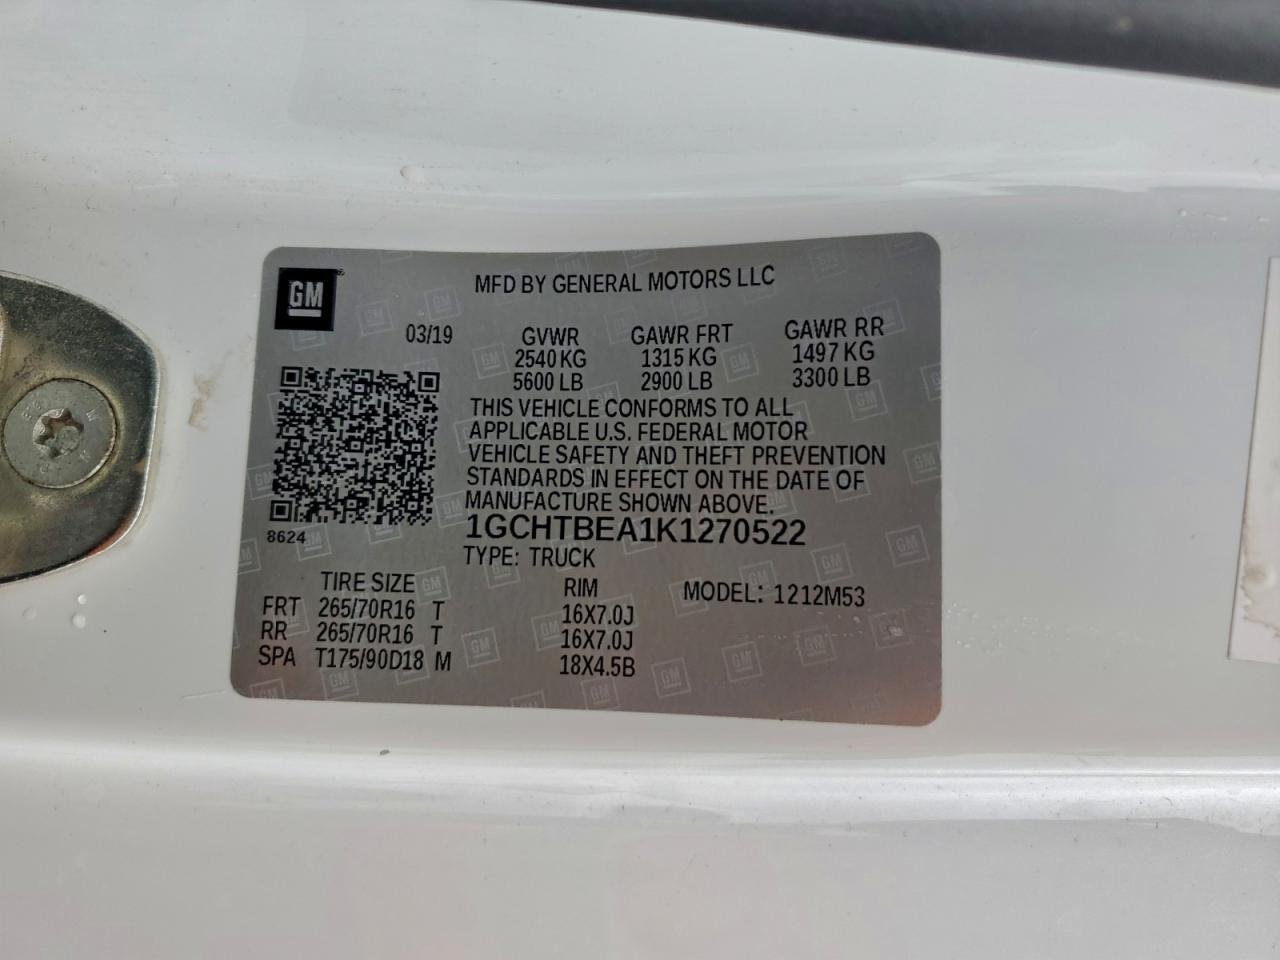 GM
MFD BY GENERAL MOTORS LLC
03/19 GVWR GAWR FRT GAWR RR
2540 KG 1315 KG 1497 KG
5600 LB 2900 LB 3300 LB
THIS VEHICLE CONFORMS TO ALL
APPLICABLE U.S. FEDERAL MOTOR
VEHICLE SAFETY AND THEFT PREVENTION
STANDARDS IN EFFECT ON THE DATE OF
MANUFACTURE SHOWN ABOVE.
8624 1GCHTBEA1K1270522
TYPE: TRUCK
TIRE SIZE RIM MODEL: 1212M53
FRT 265/70R16 T 16X7.0J
RR 265/70R16 T 16X7.0J
SPA T175/90D18 M 18X4.5B